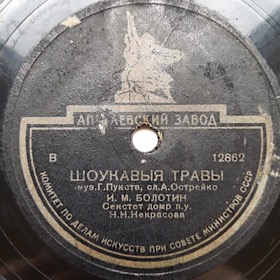 АПРЕЛЕВСКИЙ ЗАВОД
В 12862
ШОУКАВЫЯ ТРАВЫ
муз. Г. Пукста, сл. А. Острейко
И. М. БОЛОТИН
Секстет домр п. у.
Н. Н. Некрасова
КОМИТЕТ ПО ДЕЛАМ ИСКУССТВ ПРИ СОВЕТЕ МИНИСТРОВ СССР